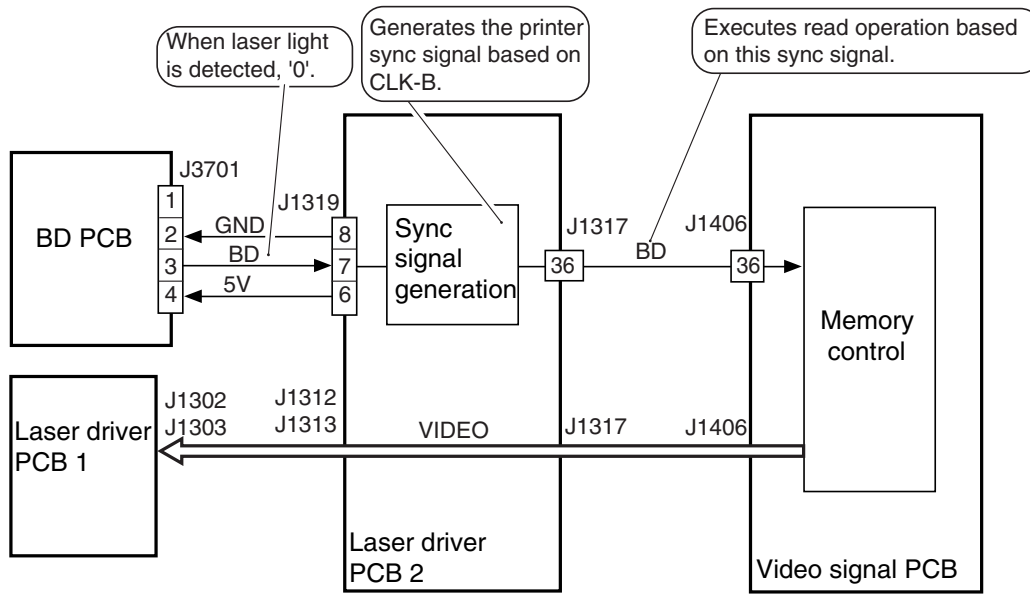 When laser light
is detected, '0'.
Generates the printer
sync signal based on
CLK-B.
Executes read operation based
on this sync signal.
J3701
BD PCB
1
2
3
4
GND
BD
5V
J1319
8
7
6
Sync
signal
generation
J1317
36
BD
J1406
36
Memory
control
Laser driver
PCB 1
J1302
J1303
J1312
J1313
VIDEO
J1317
J1406
Laser driver
PCB 2
Video signal PCB